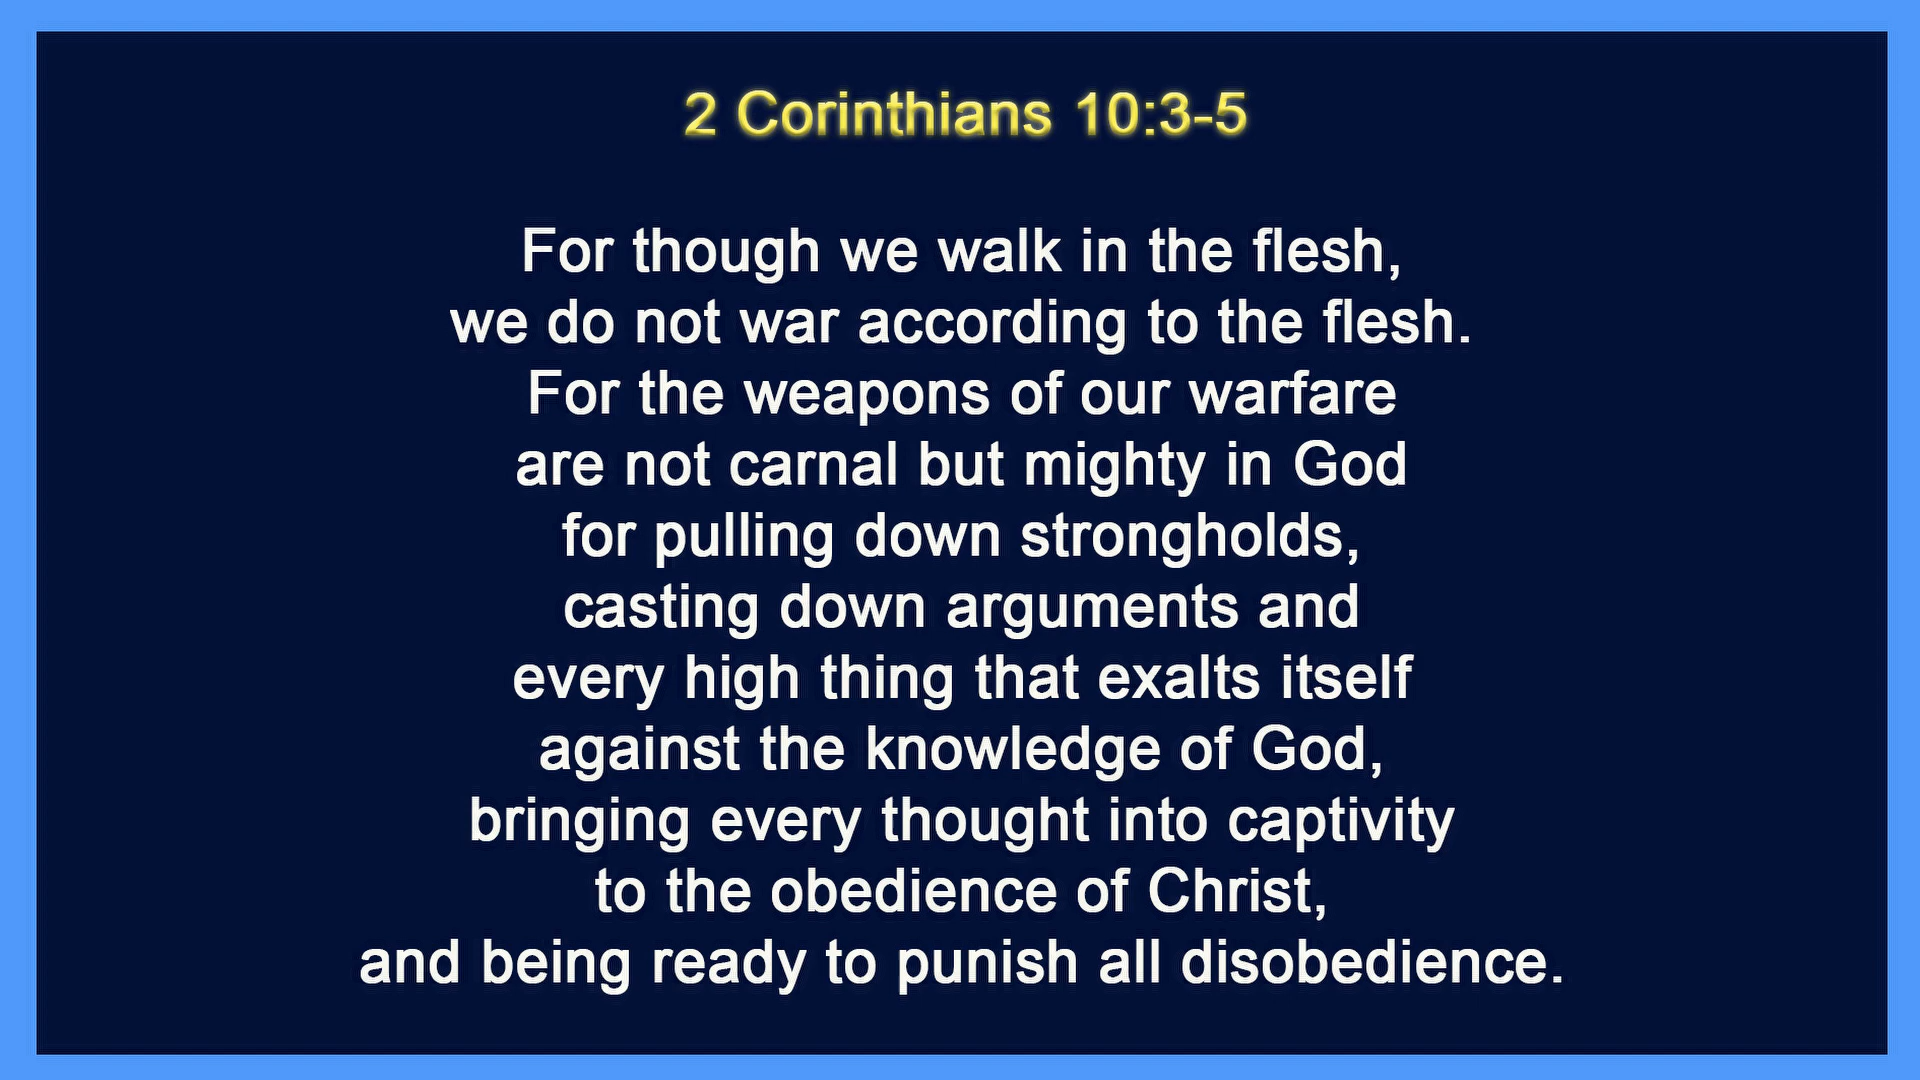 2 Corinthians 10:3-5
For though we walk in the flesh,
we do not war according to the flesh.
For the weapons of our warfare
are not carnal but mighty in God
for pulling down strongholds,
casting down arguments and
every high thing that exalts itself
against the knowledge of God,
bringing every thought into captivity
to the obedience of Christ,
and being ready to punish all disobedience.